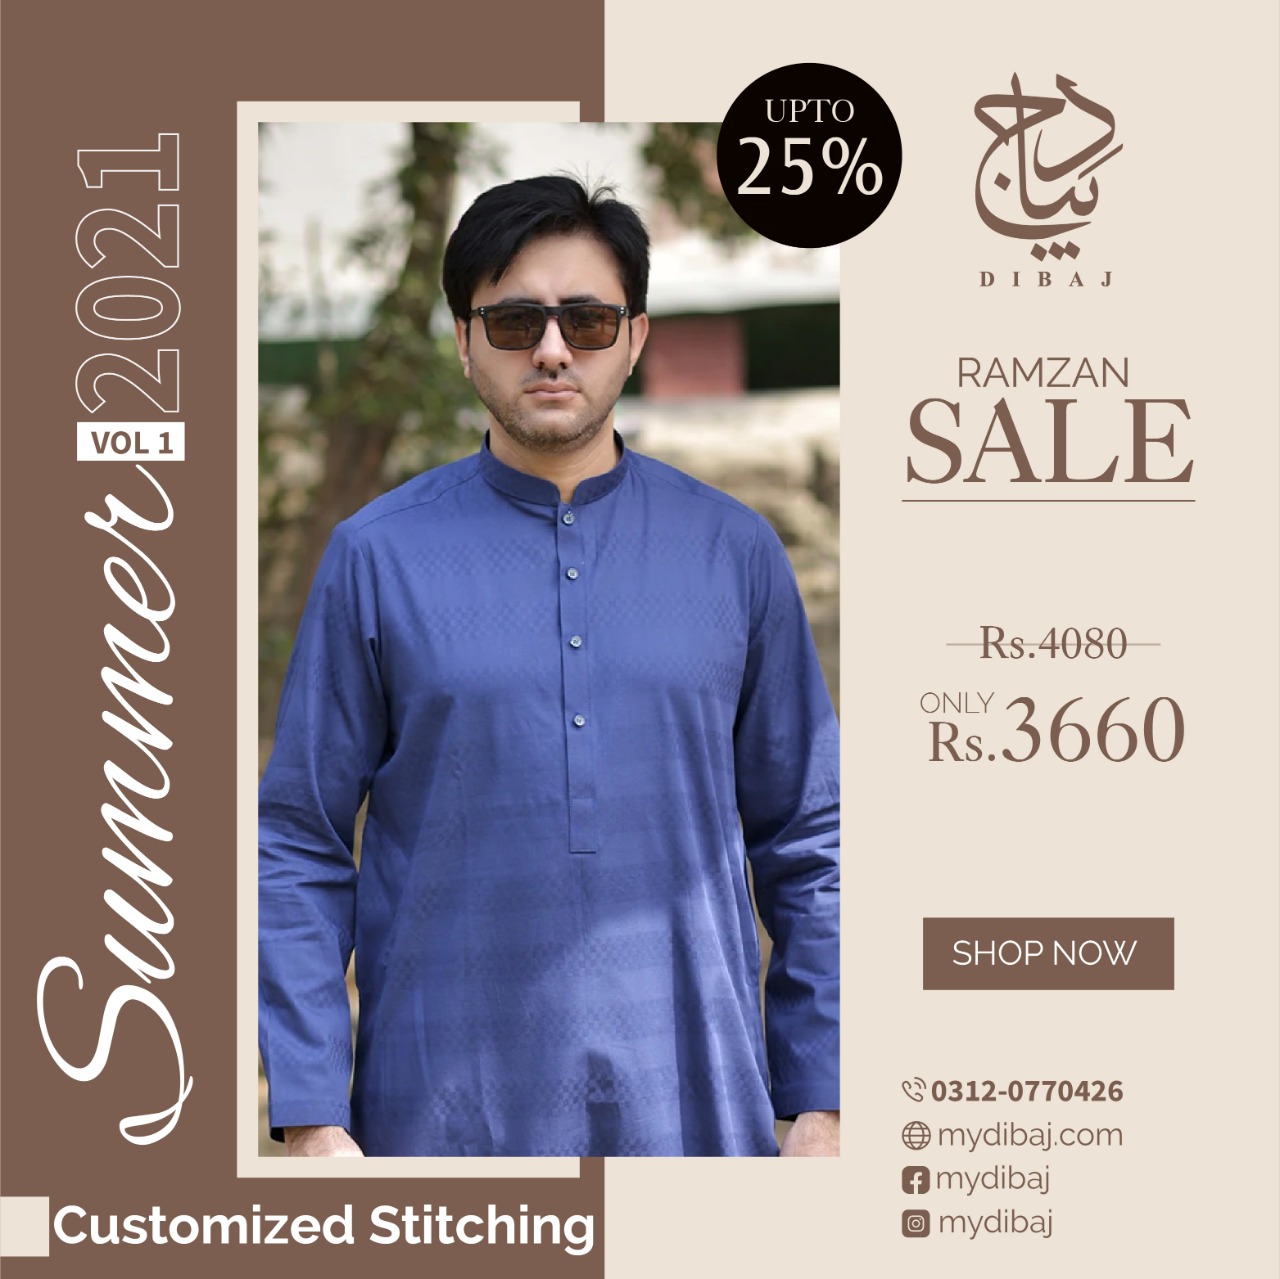 Summer
VOL 1
2021
UPTO
25%
دیباج
DIBAJ
RAMZAN
SALE
Rs.4080
ONLY
Rs.3660
SHOP NOW
0312-0770426
mydibaj.com
mydibaj
mydibaj
Customized Stitching